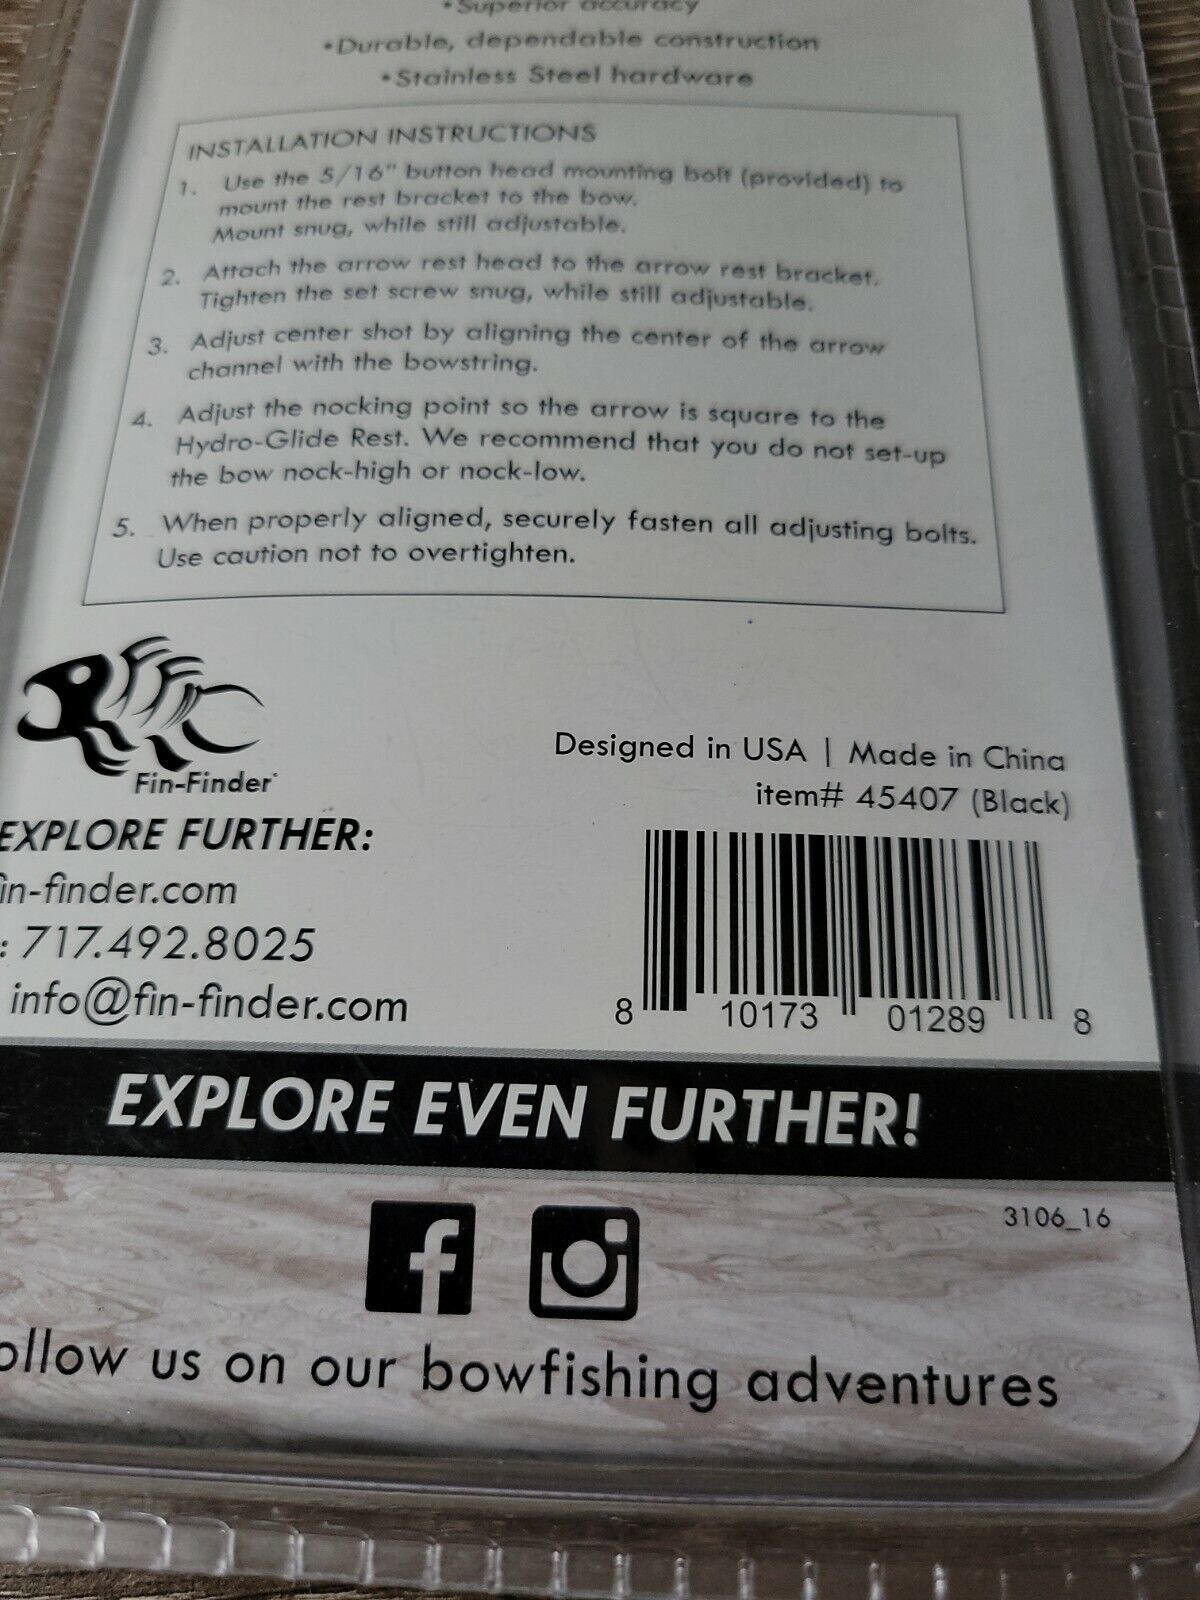 •Superior accuracy
•Durable, dependable construction
•Stainless Steel hardware
INSTALLATION INSTRUCTIONS
1. Use the 5/16" button head mounting bolt (provided) to
mount the rest bracket to the bow.
Mount snug, while still adjustable.
2. Attach the arrow rest head to the arrow rest bracket.
Tighten the set screw snug, while still adjustable.
3. Adjust center shot by aligning the center of the arrow
channel with the bowstring.
4. Adjust the nocking point so the arrow is square to the
Hydro-Glide Rest. We recommend that you do not set-up
the bow nock-high or nock-low.
5. When properly aligned, securely fasten all adjusting bolts.
Use caution not to overtighten.
Fin-Finder
EXPLORE FURTHER:
in-finder.com
: 717.492.8025
info@fin-finder.com
Designed in USA | Made in China
item# 45407 (Black)
8 10173 01289 8
EXPLORE EVEN FURTHER!
3106_16
ollow us on our bowfishing adventures